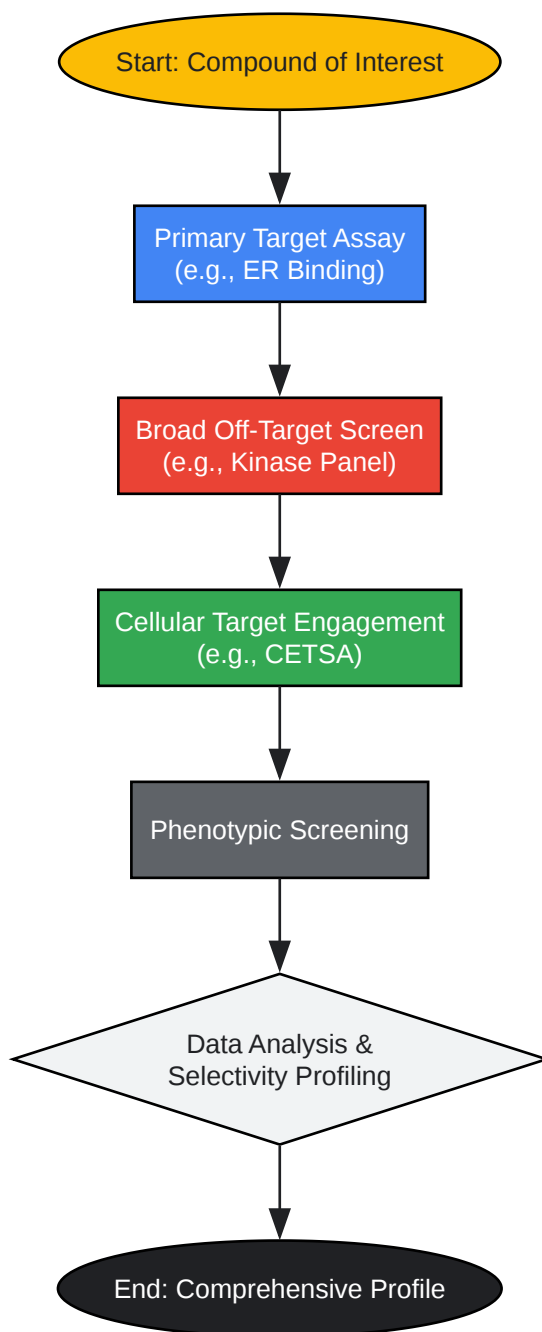 Start: Compound of Interest
Primary Target Assay
(e.g., ER Binding)
Broad Off-Target Screen
(e.g., Kinase Panel)
Cellular Target Engagement
(e.g., CETSA)
Phenotypic Screening
Data Analysis &
Selectivity Profiling
End: Comprehensive Profile